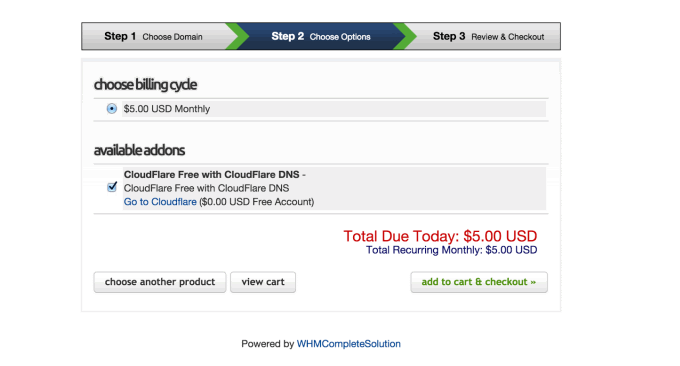 Step 1 Choose Domain
Step 2 Choose Options
Step 3 Review & Checkout
choose billing cycle
$5.00 USD Monthly
available addons
CloudFlare Free with CloudFlare DNS -
CloudFlare Free with CloudFlare DNS
Go to Cloudflare ($0.00 USD Free Account)
Total Due Today: $5.00 USD
Total Recurring Monthly: $5.00 USD
choose another product
view cart
add to cart & checkout »
Powered by WHMCompleteSolution